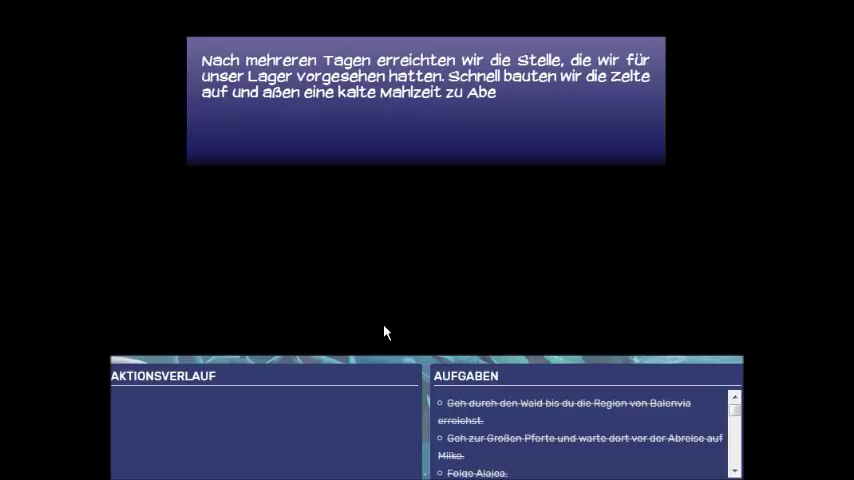 Nach mehreren Tagen erreichten wir die Stelle, die wir für
unser Lager vorgesehen hatten. Schnell bauten wir die Zelte
auf und aßen eine kalte Mahlzeit zu Abe
AKTIONSVERLAUF
AUFGABEN
Geh durch den Wald bis du die Region von Balenvia
erreichst.
Geh zur Großen Pforte und warte dort vor der Abreise auf
Miiko.
Folge Alajea.